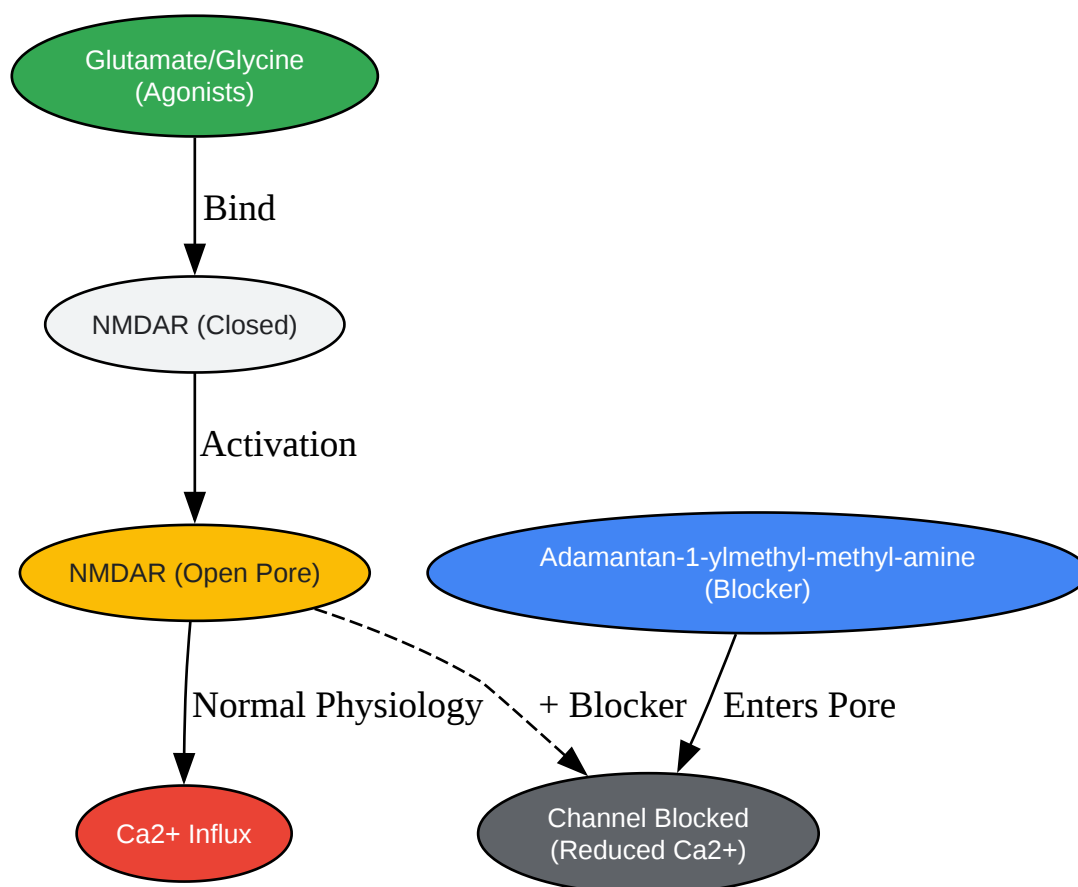 Glutamate/Glycine
(Agonists)
Bind
NMDAR (Closed)
Activation
NMDAR (Open Pore)
Adamantan-1-ylmethyl-methyl-amine
(Blocker)
Normal Physiology
+ Blocker
Enters Pore
Ca2+ Influx
Channel Blocked
(Reduced Ca2+)